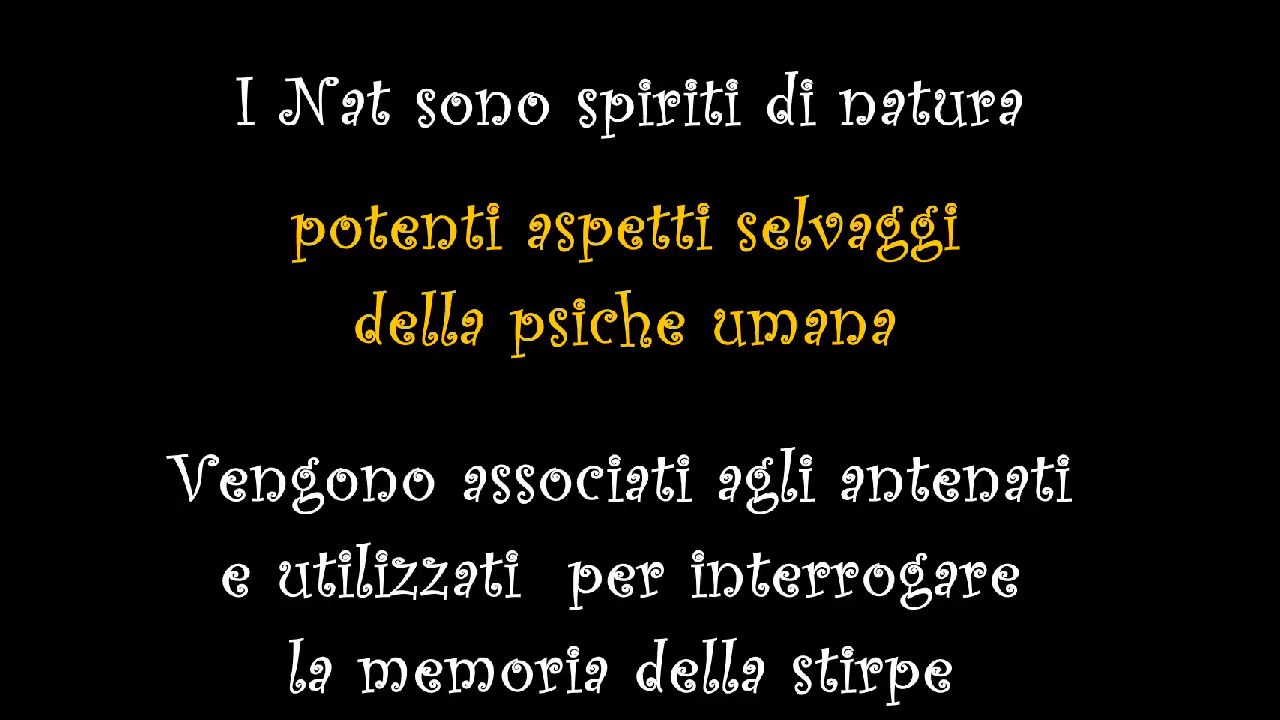 I Nat sono spiriti di natura
potenti aspetti selvaggi
della psiche umana
Vengono associati agli antenati
e utilizzati per interrogare
la memoria della stirpe